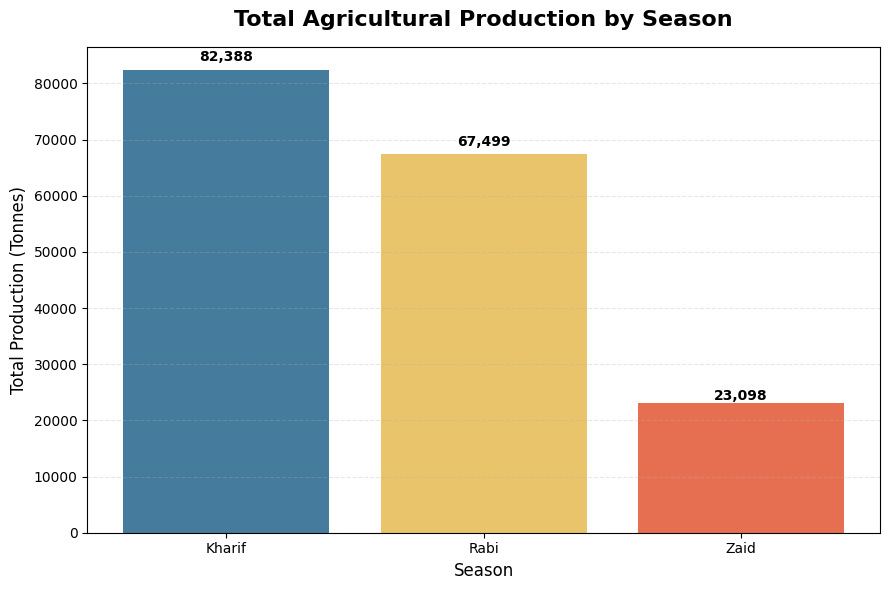 Total Agricultural Production by Season
Total Production (Tonnes)
80000
70000
60000
50000
40000
30000
20000
10000
0
82,388
67,499
23,098
Kharif
Rabi
Zaid
Season